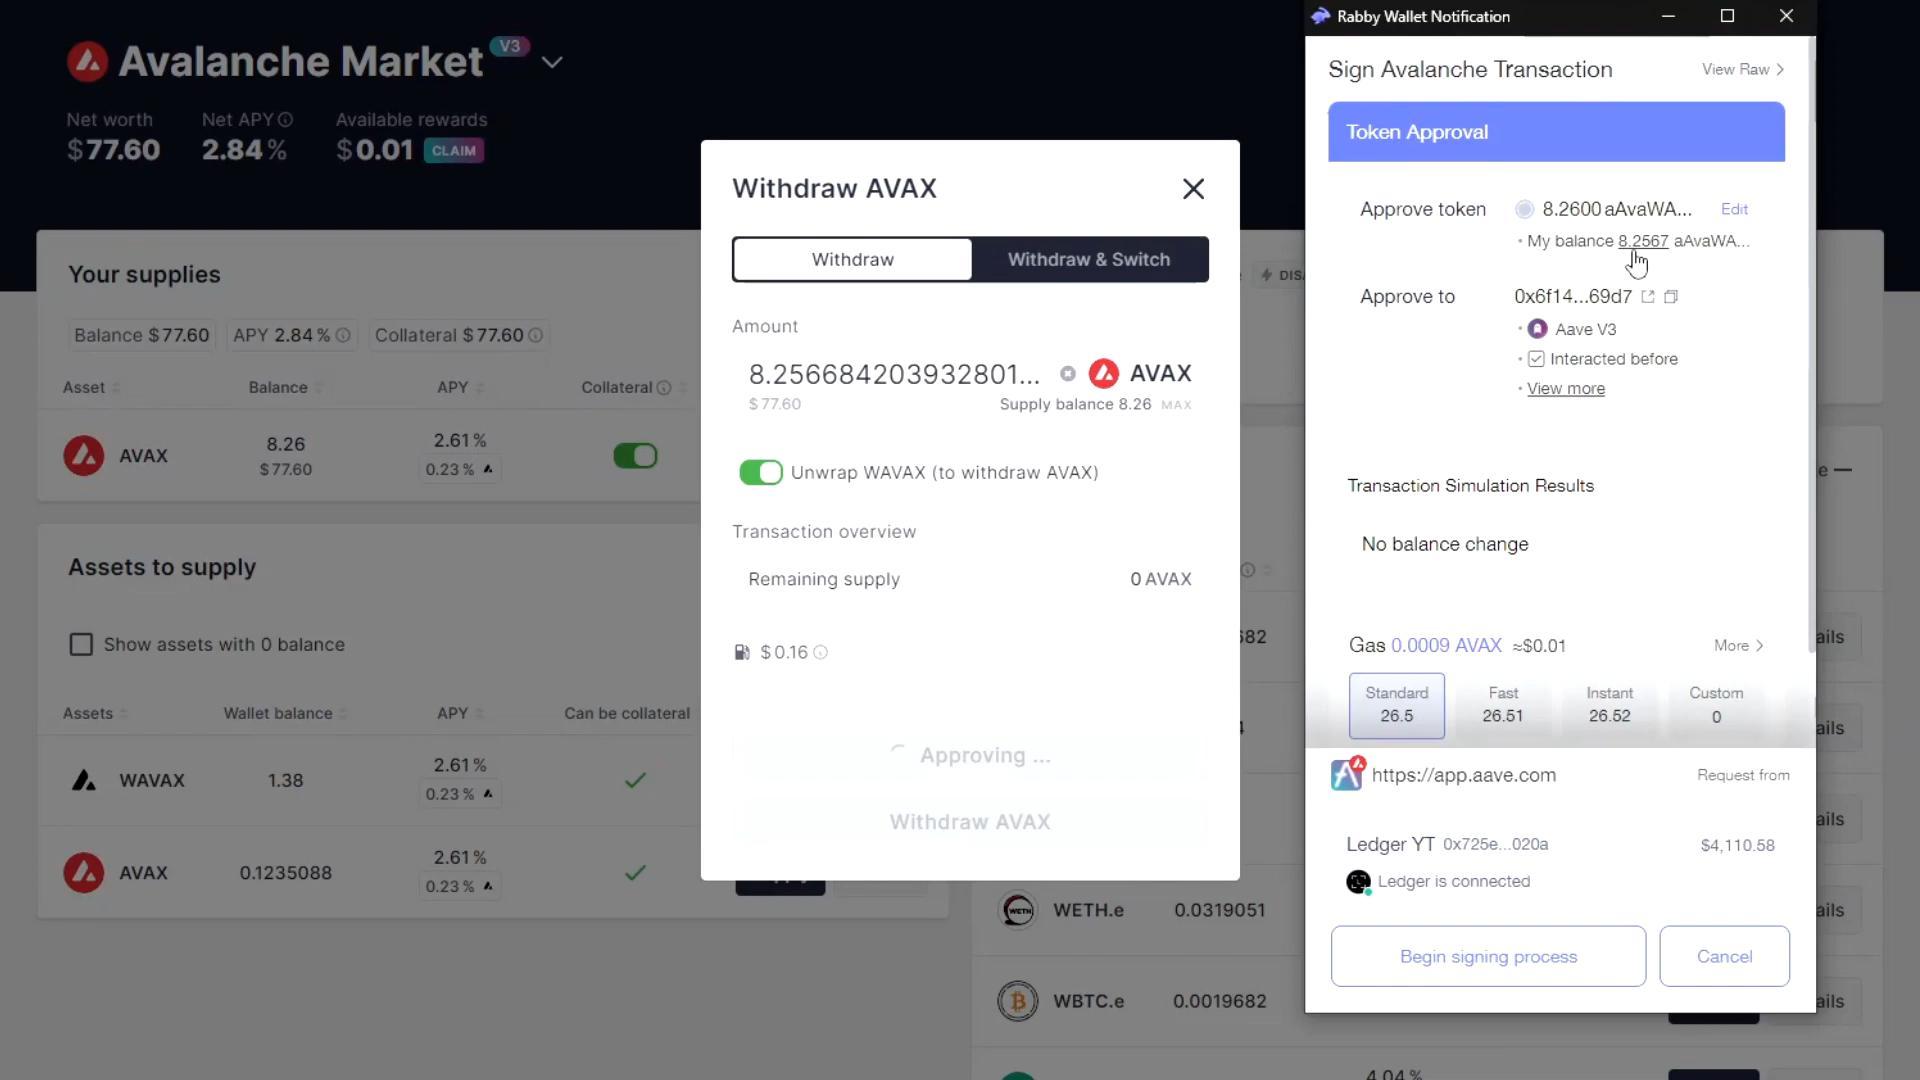 Avalanche Market V3
Net worth
$77.60
Net APY
2.84%
Available rewards
$0.01 CLAIM
Your supplies
Balance $77.60
APY 2.84%
Collateral $77.60
Asset Balance APY Collateral
AVAX 8.26 2.61%
$77.60 0.23%
Assets to supply
Show assets with 0 balance
Assets Wallet balance APY Can be collateral
WAVAX 1.38 2.61%
0.23%
AVAX 0.1235088 2.61%
0.23%
Withdraw AVAX
Withdraw Withdraw & Switch
Amount
8.256684203932801... AVAX
$77.60 Supply balance 8.26 MAX
Unwrap WAVAX (to withdraw AVAX)
Transaction overview
Remaining supply 0 AVAX
$0.16
Approving ...
Withdraw AVAX
WETH.e 0.0319051
WBTC.e 0.0019682
4.04%
Rabby Wallet Notification
Sign Avalanche Transaction View Raw
Token Approval
Approve token 8.2600 aAvaWA... Edit
My balance 8.2567 aAvaWA...
Approve to 0x6f14...69d7
Aave V3
Interacted before
View more
Transaction Simulation Results
No balance change
Gas 0.0009 AVAX ≈$0.01 More
Standard Fast Instant Custom
26.5 26.51 26.52 0
https://app.aave.com Request from
Ledger YT 0x725e...020a $4,110.58
Ledger is connected
Begin signing process Cancel